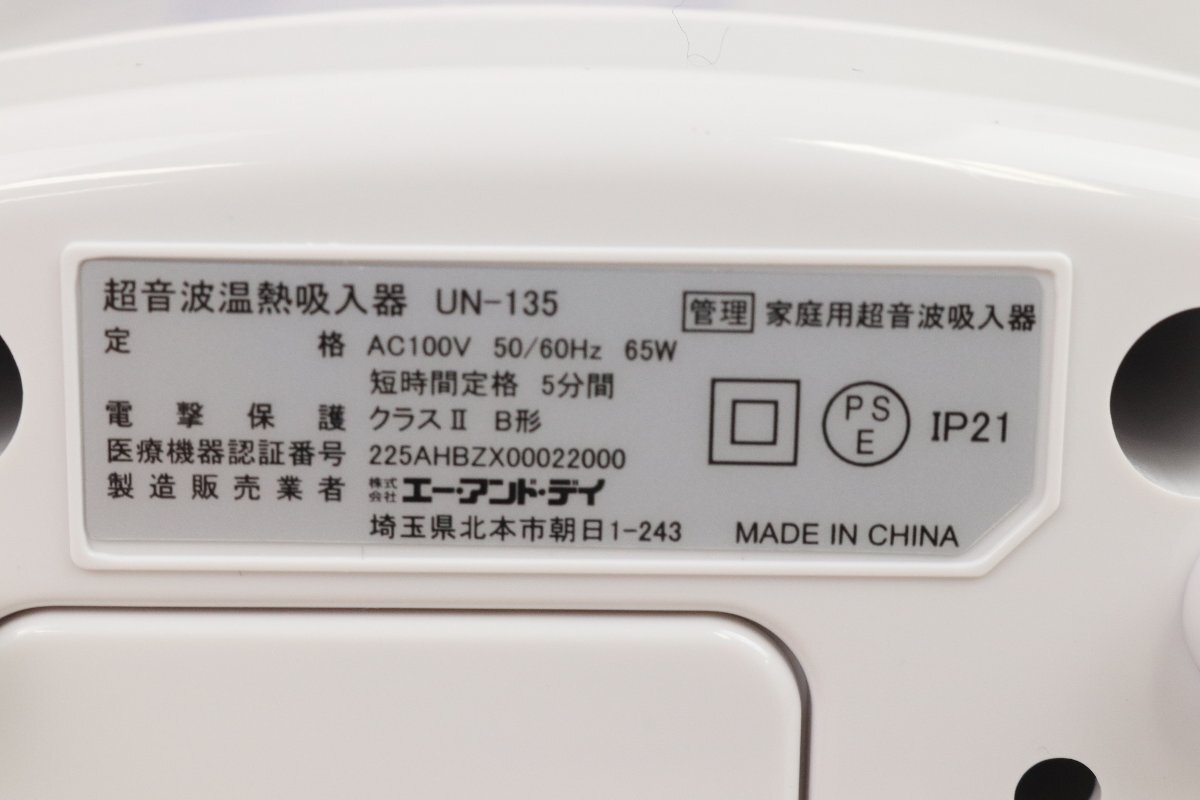 超音波温熱吸入器 UN-135
管理 家庭用超音波吸入器
定格 AC100V 50/60Hz 65W
短時間定格 5分間
電撃保護 クラスⅡ B形
医療機器認証番号 225AHBZX00022000
製造販売業者 株式会社 エー・アンド・デイ
埼玉県北本市朝日1-243
PSE
IP21
MADE IN CHINA